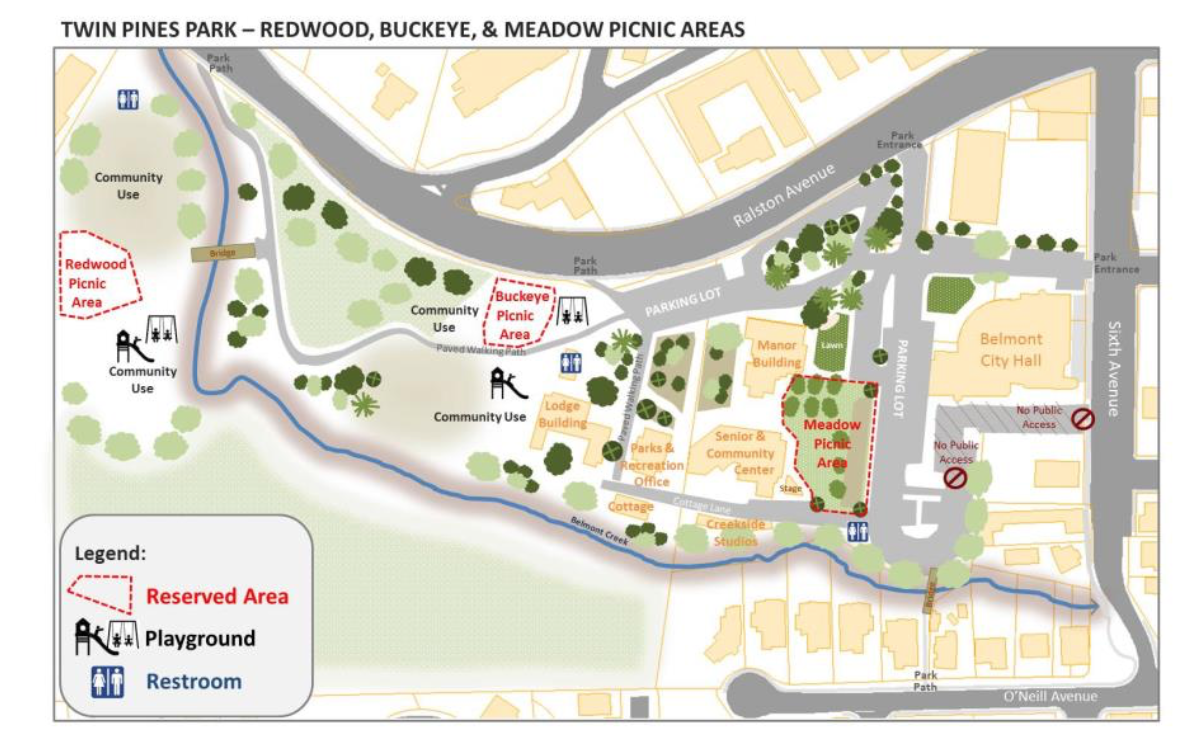 TWIN PINES PARK – REDWOOD, BUCKEYE, & MEADOW PICNIC AREAS
Park
Path
Community
Use
Redwood
Picnic
Area
Bridge
Community
Use
Park
Path
Ralston Avenue
Park
Entrance
Park
Entrance
Buckeye
Picnic
Area
Community
Use
Paved Walking Path
PARKING LOT
Community Use
Lodge
Building
Paved Walking Path
Manor
Building
Lawn
PARKING LOT
Belmont
City Hall
Sixth Avenue
No Public
Access
No Public
Access
Meadow
Picnic
Area
Senior &
Community
Center
Stage
Parks &
Recreation
Office
Cottage
Cottage Lane
Creekside
Studios
Belmont Creek
Bridge
Park
Path
O'Neill Avenue
Legend:
Reserved Area
Playground
Restroom